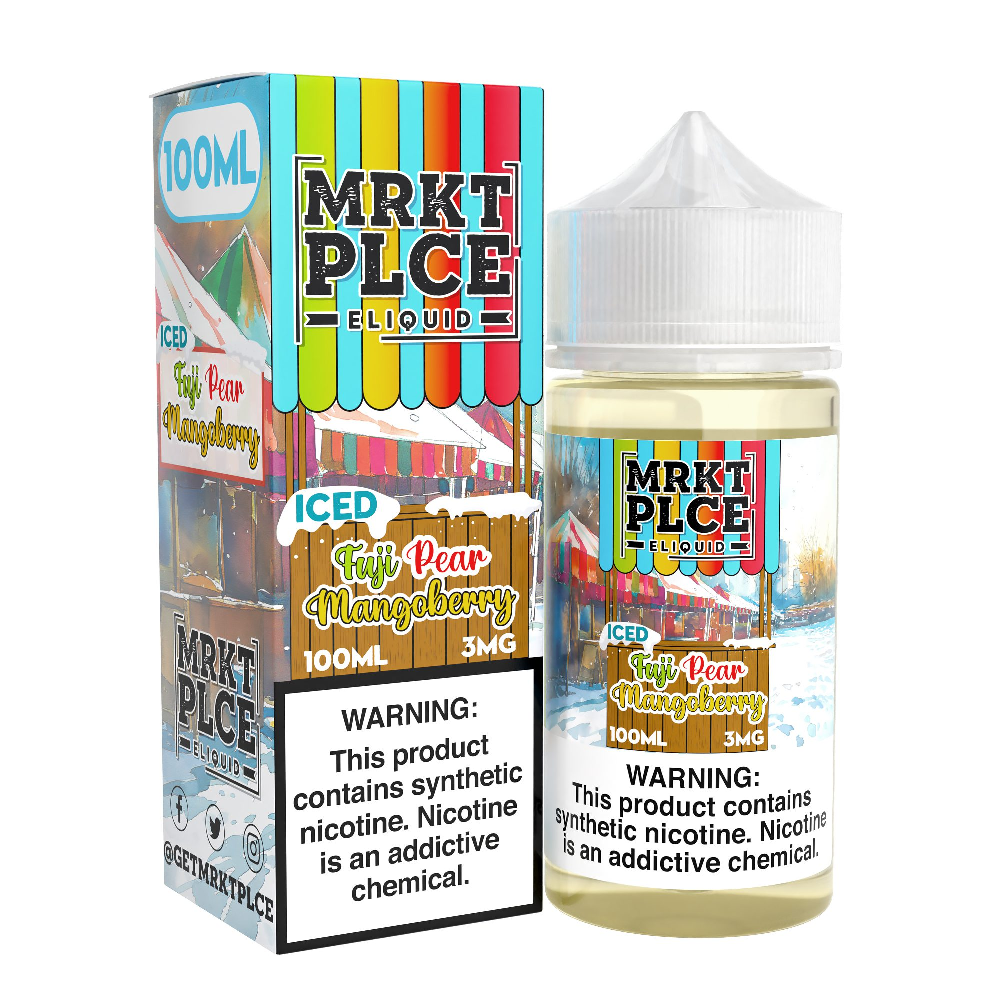 100ML
ICED
Fuji Pear
Mangoberry
MRKT
PLCE
ELIQUID
@GETMRKTPLCE
MRKT
PLCE
ELIQUID
ICED
Fuji Pear
Mangoberry
100ML 3MG
WARNING:
This product
contains synthetic
nicotine. Nicotine
is an addictive
chemical.
MRKT
PLCE
ELIQUID
ICED
Fuji Pear
Mangoberry
100ML 3MG
WARNING:
This product contains
synthetic nicotine. Nicotine
is an addictive chemical.